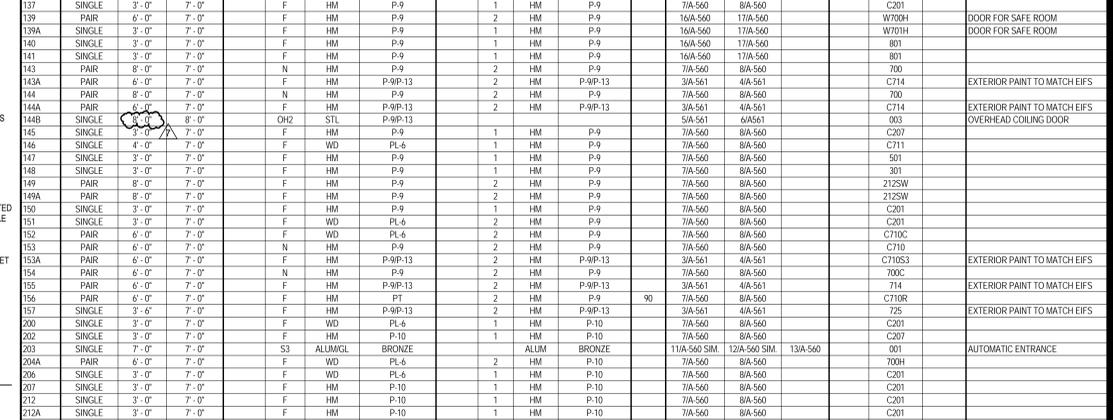 137 SINGLE 3' - 0" 7' - 0" F HM P-9 1 HM P-9 7/A-560 8/A-560 C201
139 PAIR 6' - 0" 7' - 0" F HM P-9 2 HM P-9 16/A-560 17/A-560 W700H DOOR FOR SAFE ROOM
139A SINGLE 3' - 0" 7' - 0" F HM P-9 1 HM P-9 16/A-560 17/A-560 W701H DOOR FOR SAFE ROOM
140 SINGLE 3' - 0" 7' - 0" F HM P-9 1 HM P-9 16/A-560 17/A-560 801
141 SINGLE 3' - 0" 7' - 0" F HM P-9 1 HM P-9 16/A-560 17/A-560 801
143 PAIR 8' - 0" 7' - 0" N HM P-9 2 HM P-9 7/A-560 8/A-560 700
143A PAIR 6' - 0" 7' - 0" F HM P-9/P-13 2 HM P-9/P-13 3/A-561 4/A-561 C714 EXTERIOR PAINT TO MATCH EIFS
144 PAIR 8' - 0" 7' - 0" N HM P-9 2 HM P-9 7/A-560 8/A-560 700
144A PAIR 6' - 0" 7' - 0" F HM P-9/P-13 2 HM P-9/P-13 3/A-561 4/A-561 C714 EXTERIOR PAINT TO MATCH EIFS
S 144B SINGLE 8' - 0" 8' - 0" OH2 STL P-9/P-13 5/A-561 6/A561 003 OVERHEAD COILING DOOR
145 SINGLE 3' - 0" 7' - 0" F HM P-9 1 HM P-9 7/A-560 8/A-560 C207
146 SINGLE 4' - 0" 7' - 0" F WD PL-6 1 HM P-9 7/A-560 8/A-560 C711
147 SINGLE 3' - 0" 7' - 0" F HM P-9 1 HM P-9 7/A-560 8/A-560 501
148 SINGLE 3' - 0" 7' - 0" F HM P-9 1 HM P-9 7/A-560 8/A-560 301
149 PAIR 8' - 0" 7' - 0" F HM P-9 2 HM P-9 7/A-560 8/A-560 212SW
149A PAIR 8' - 0" 7' - 0" F HM P-9 2 HM P-9 7/A-560 8/A-560 212SW
TED 150 SINGLE 3' - 0" 7' - 0" F HM P-9 1 HM P-9 7/A-560 8/A-560 C201
LE 151 SINGLE 3' - 0" 7' - 0" F WD PL-6 2 HM P-9 7/A-560 8/A-560 C201
152 PAIR 6' - 0" 7' - 0" F WD PL-6 2 HM P-9 7/A-560 8/A-560 C710C
153 PAIR 6' - 0" 7' - 0" N HM P-9 2 HM P-9 7/A-560 8/A-560 C710
ET 153A PAIR 6' - 0" 7' - 0" F HM P-9/P-13 2 HM P-9/P-13 3/A-561 4/A-561 C710S3 EXTERIOR PAINT TO MATCH EIFS
154 PAIR 6' - 0" 7' - 0" N HM P-9 2 HM P-9 7/A-560 8/A-560 700C
155 PAIR 6' - 0" 7' - 0" F HM P-9/P-13 2 HM P-9/P-13 3/A-561 4/A-561 714 EXTERIOR PAINT TO MATCH EIFS
156 PAIR 6' - 0" 7' - 0" F HM PT 2 HM P-9 90 7/A-560 8/A-560 C710R
157 SINGLE 3' - 6" 7' - 0" F HM P-9/P-13 2 HM P-9/P-13 3/A-561 4/A-561 725 EXTERIOR PAINT TO MATCH EIFS
200 SINGLE 3' - 0" 7' - 0" F WD PL-6 1 HM P-10 7/A-560 8/A-560 C201
202 SINGLE 3' - 0" 7' - 0" F HM P-10 1 HM P-10 7/A-560 8/A-560 C207
203 SINGLE 7' - 0" 7' - 0" S3 ALUM/GL BRONZE ALUM BRONZE 11/A-560 SIM. 12/A-560 SIM. 13/A-560 001 AUTOMATIC ENTRANCE
204A PAIR 6' - 0" 7' - 0" F WD PL-6 2 HM P-10 7/A-560 8/A-560 700H
206 SINGLE 3' - 0" 7' - 0" F WD PL-6 1 HM P-10 7/A-560 8/A-560 C201
207 SINGLE 3' - 0" 7' - 0" F HM P-10 1 HM P-10 7/A-560 8/A-560 C201
212 SINGLE 3' - 0" 7' - 0" F HM P-10 1 HM P-10 7/A-560 8/A-560 C201
212A SINGLE 3' - 0" 7' - 0" F HM P-10 1 HM P-10 7/A-560 8/A-560 C201